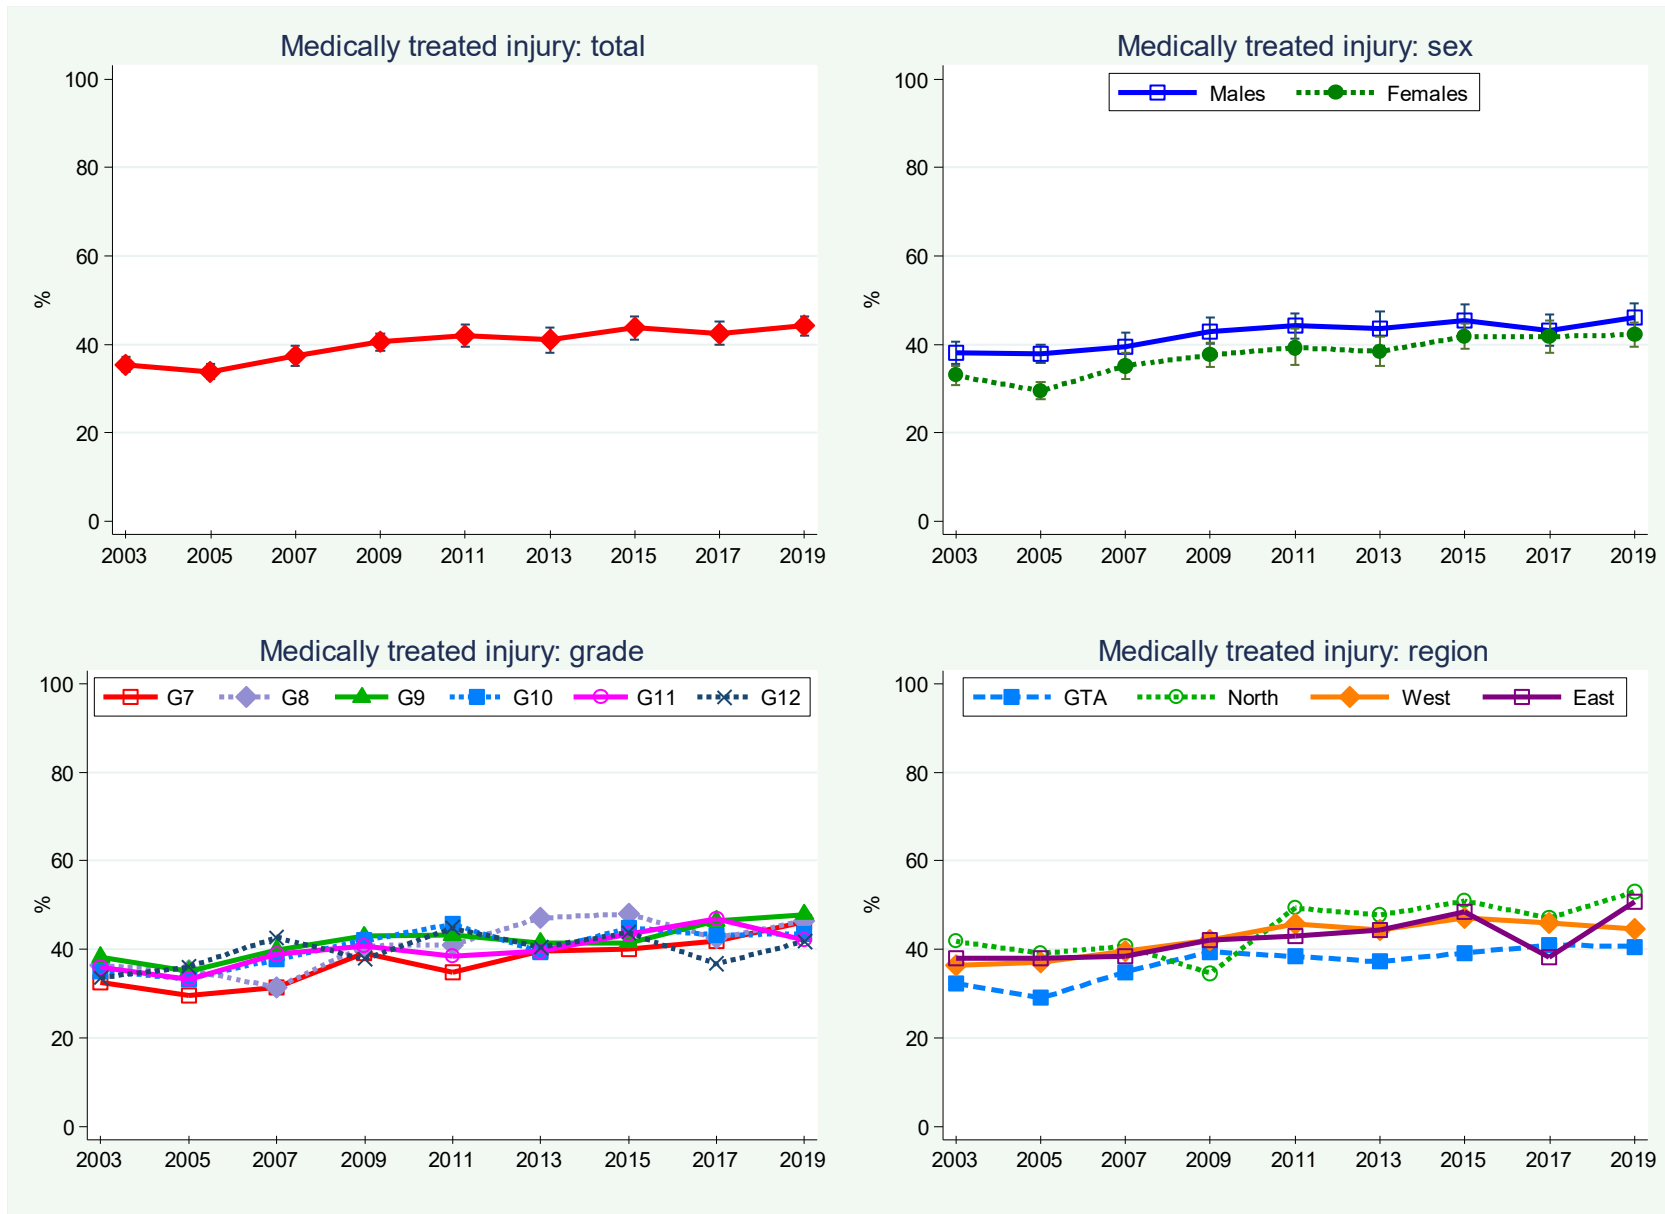 Medically treated injury: total
100
80
60
40
20
0
%
2003 2005 2007 2009 2011 2013 2015 2017 2019
Medically treated injury: sex
Males Females
100
80
60
40
20
0
%
2003 2005 2007 2009 2011 2013 2015 2017 2019
Medically treated injury: grade
G7 G8 G9 G10 G11 G12
100
80
60
40
20
0
%
2003 2005 2007 2009 2011 2013 2015 2017 2019
Medically treated injury: region
GTA North West East
100
80
60
40
20
0
%
2003 2005 2007 2009 2011 2013 2015 2017 2019